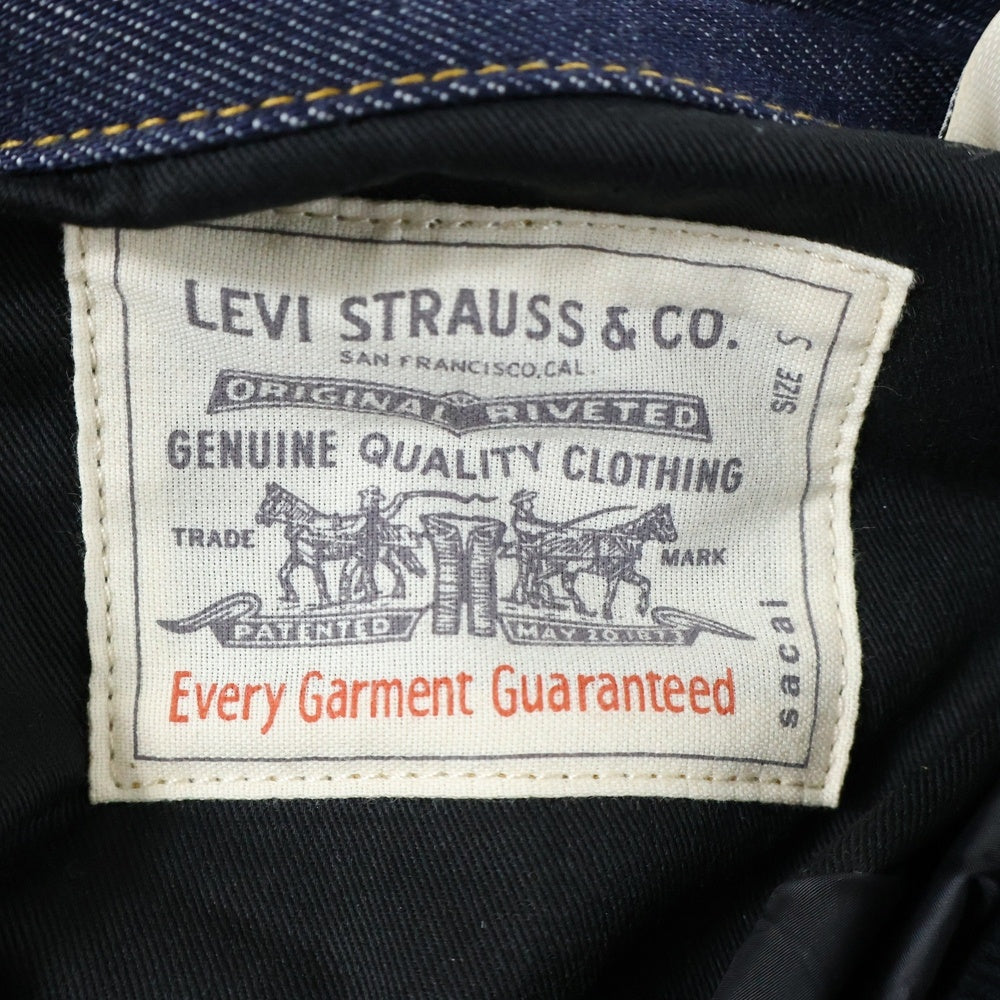 LEVI STRAUSS & CO.
SAN FRANCISCO, CAL.
ORIGINAL RIVETED
GENUINE QUALITY CLOTHING
TRADE MARK
PATENTED MAY 20, 1873
Every Garment Guaranteed
SIZE S
sacai